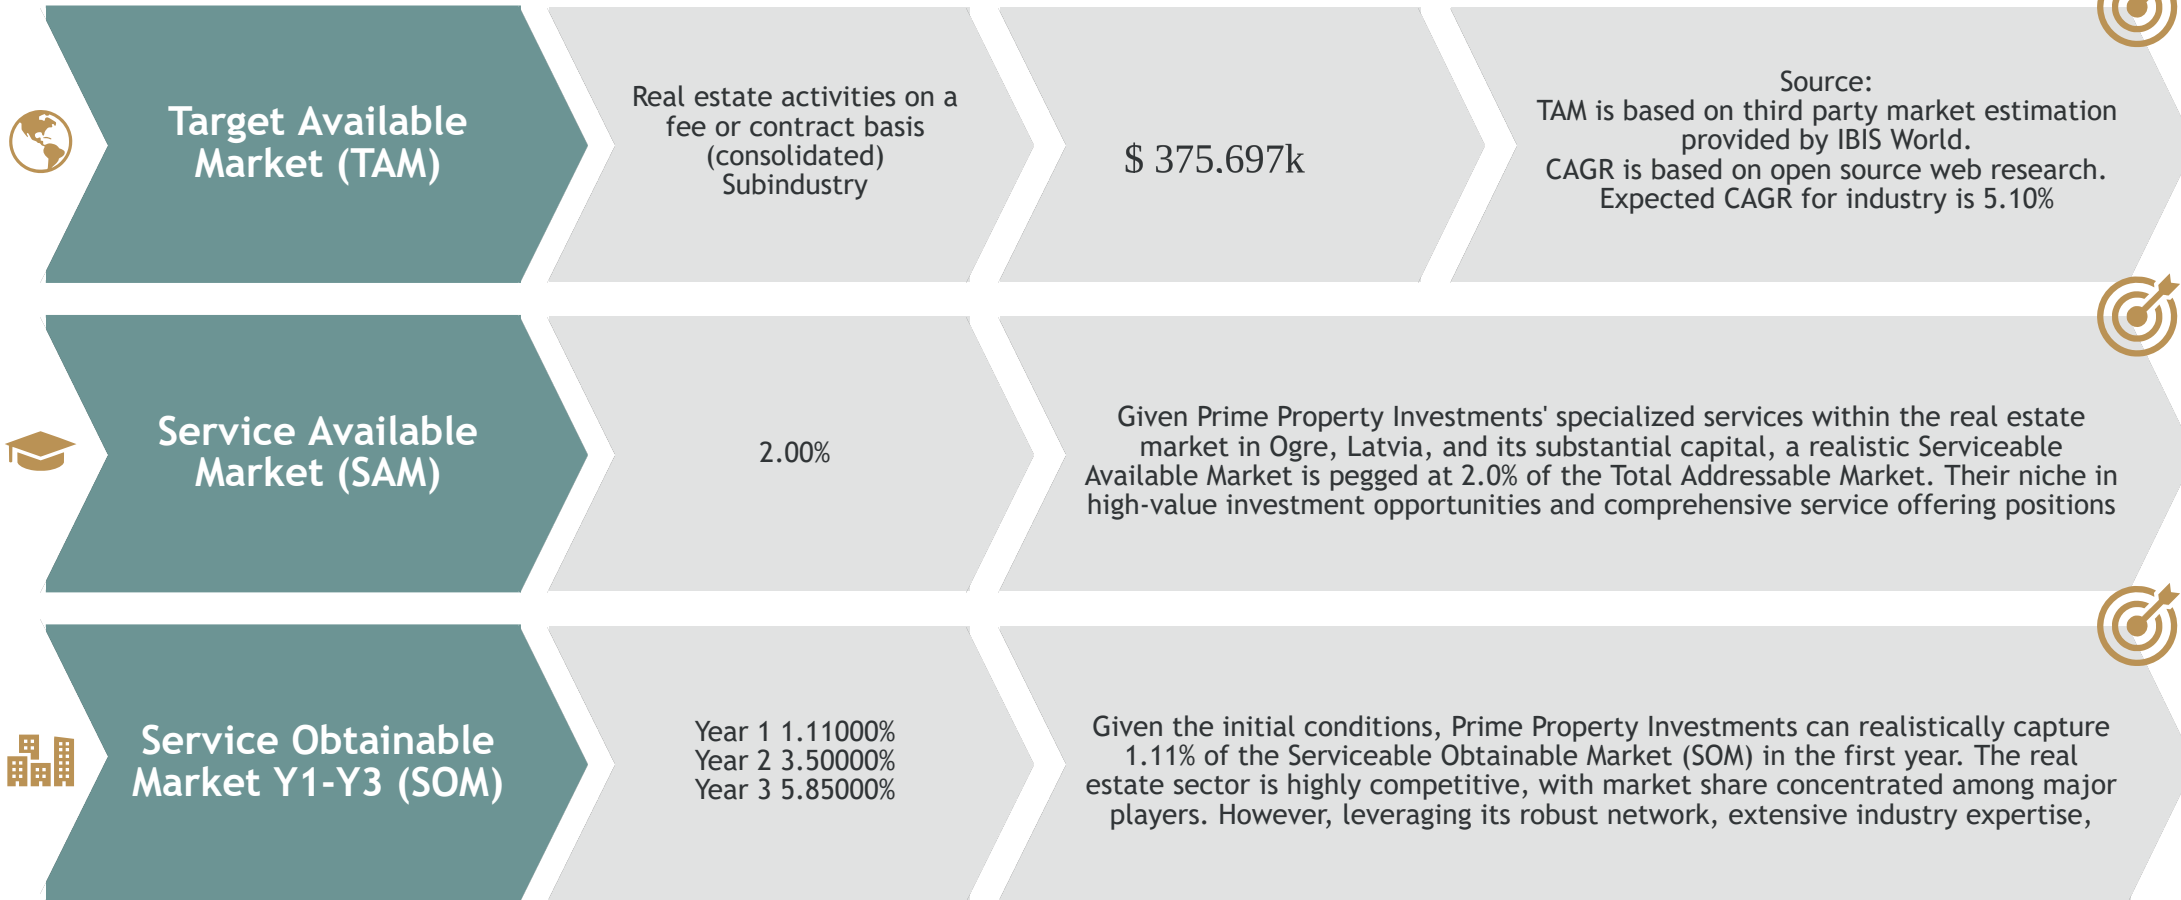 Target Available
Market (TAM)
Real estate activities on a
fee or contract basis
(consolidated)
Subindustry
$ 375.697k
Source:
TAM is based on third party market estimation
provided by IBIS World.
CAGR is based on open source web research.
Expected CAGR for industry is 5.10%
Service Available
Market (SAM)
2.00%
Given Prime Property Investments' specialized services within the real estate
market in Ogre, Latvia, and its substantial capital, a realistic Serviceable
Available Market is pegged at 2.0% of the Total Addressable Market. Their niche in
high-value investment opportunities and comprehensive service offering positions
Service Obtainable
Market Y1-Y3 (SOM)
Year 1 1.11000%
Year 2 3.50000%
Year 3 5.85000%
Given the initial conditions, Prime Property Investments can realistically capture
1.11% of the Serviceable Obtainable Market (SOM) in the first year. The real
estate sector is highly competitive, with market share concentrated among major
players. However, leveraging its robust network, extensive industry expertise,